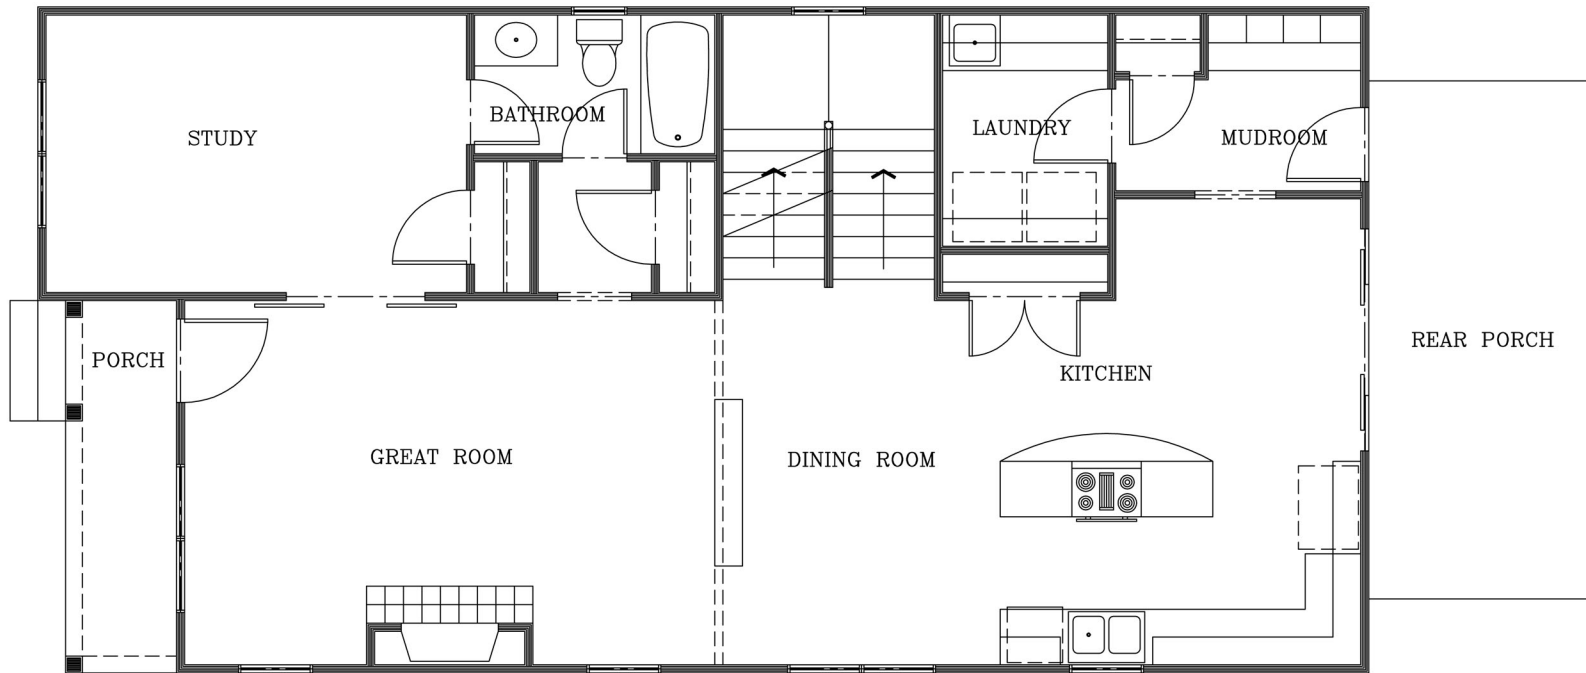 STUDY
BATHROOM
LAUNDRY
MUDROOM
PORCH
KITCHEN
REAR PORCH
GREAT ROOM
DINING ROOM